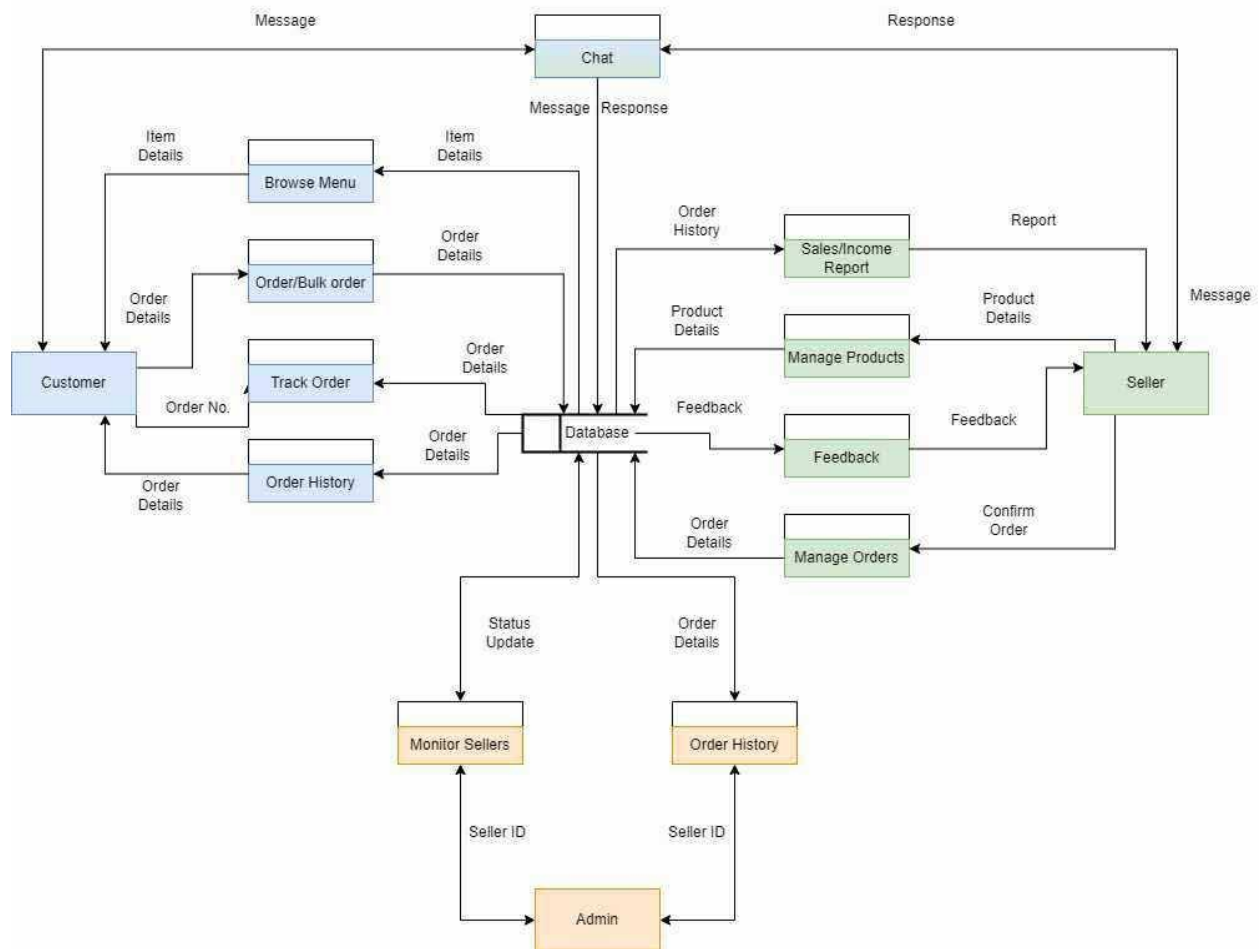 Message
Response
Chat
Message
Response
Item
Details
Item
Details
Browse Menu
Order
History
Report
Sales/Income
Report
Order
Details
Order/Bulk order
Order
Details
Product
Details
Product
Details
Message
Manage Products
Customer
Track Order
Order
Details
Seller
Order No.
Database
Feedback
Feedback
Feedback
Order
Details
Order History
Order
Details
Confirm
Order
Order
Details
Manage Orders
Status
Update
Order
Details
Monitor Sellers
Order History
Seller ID
Seller ID
Admin